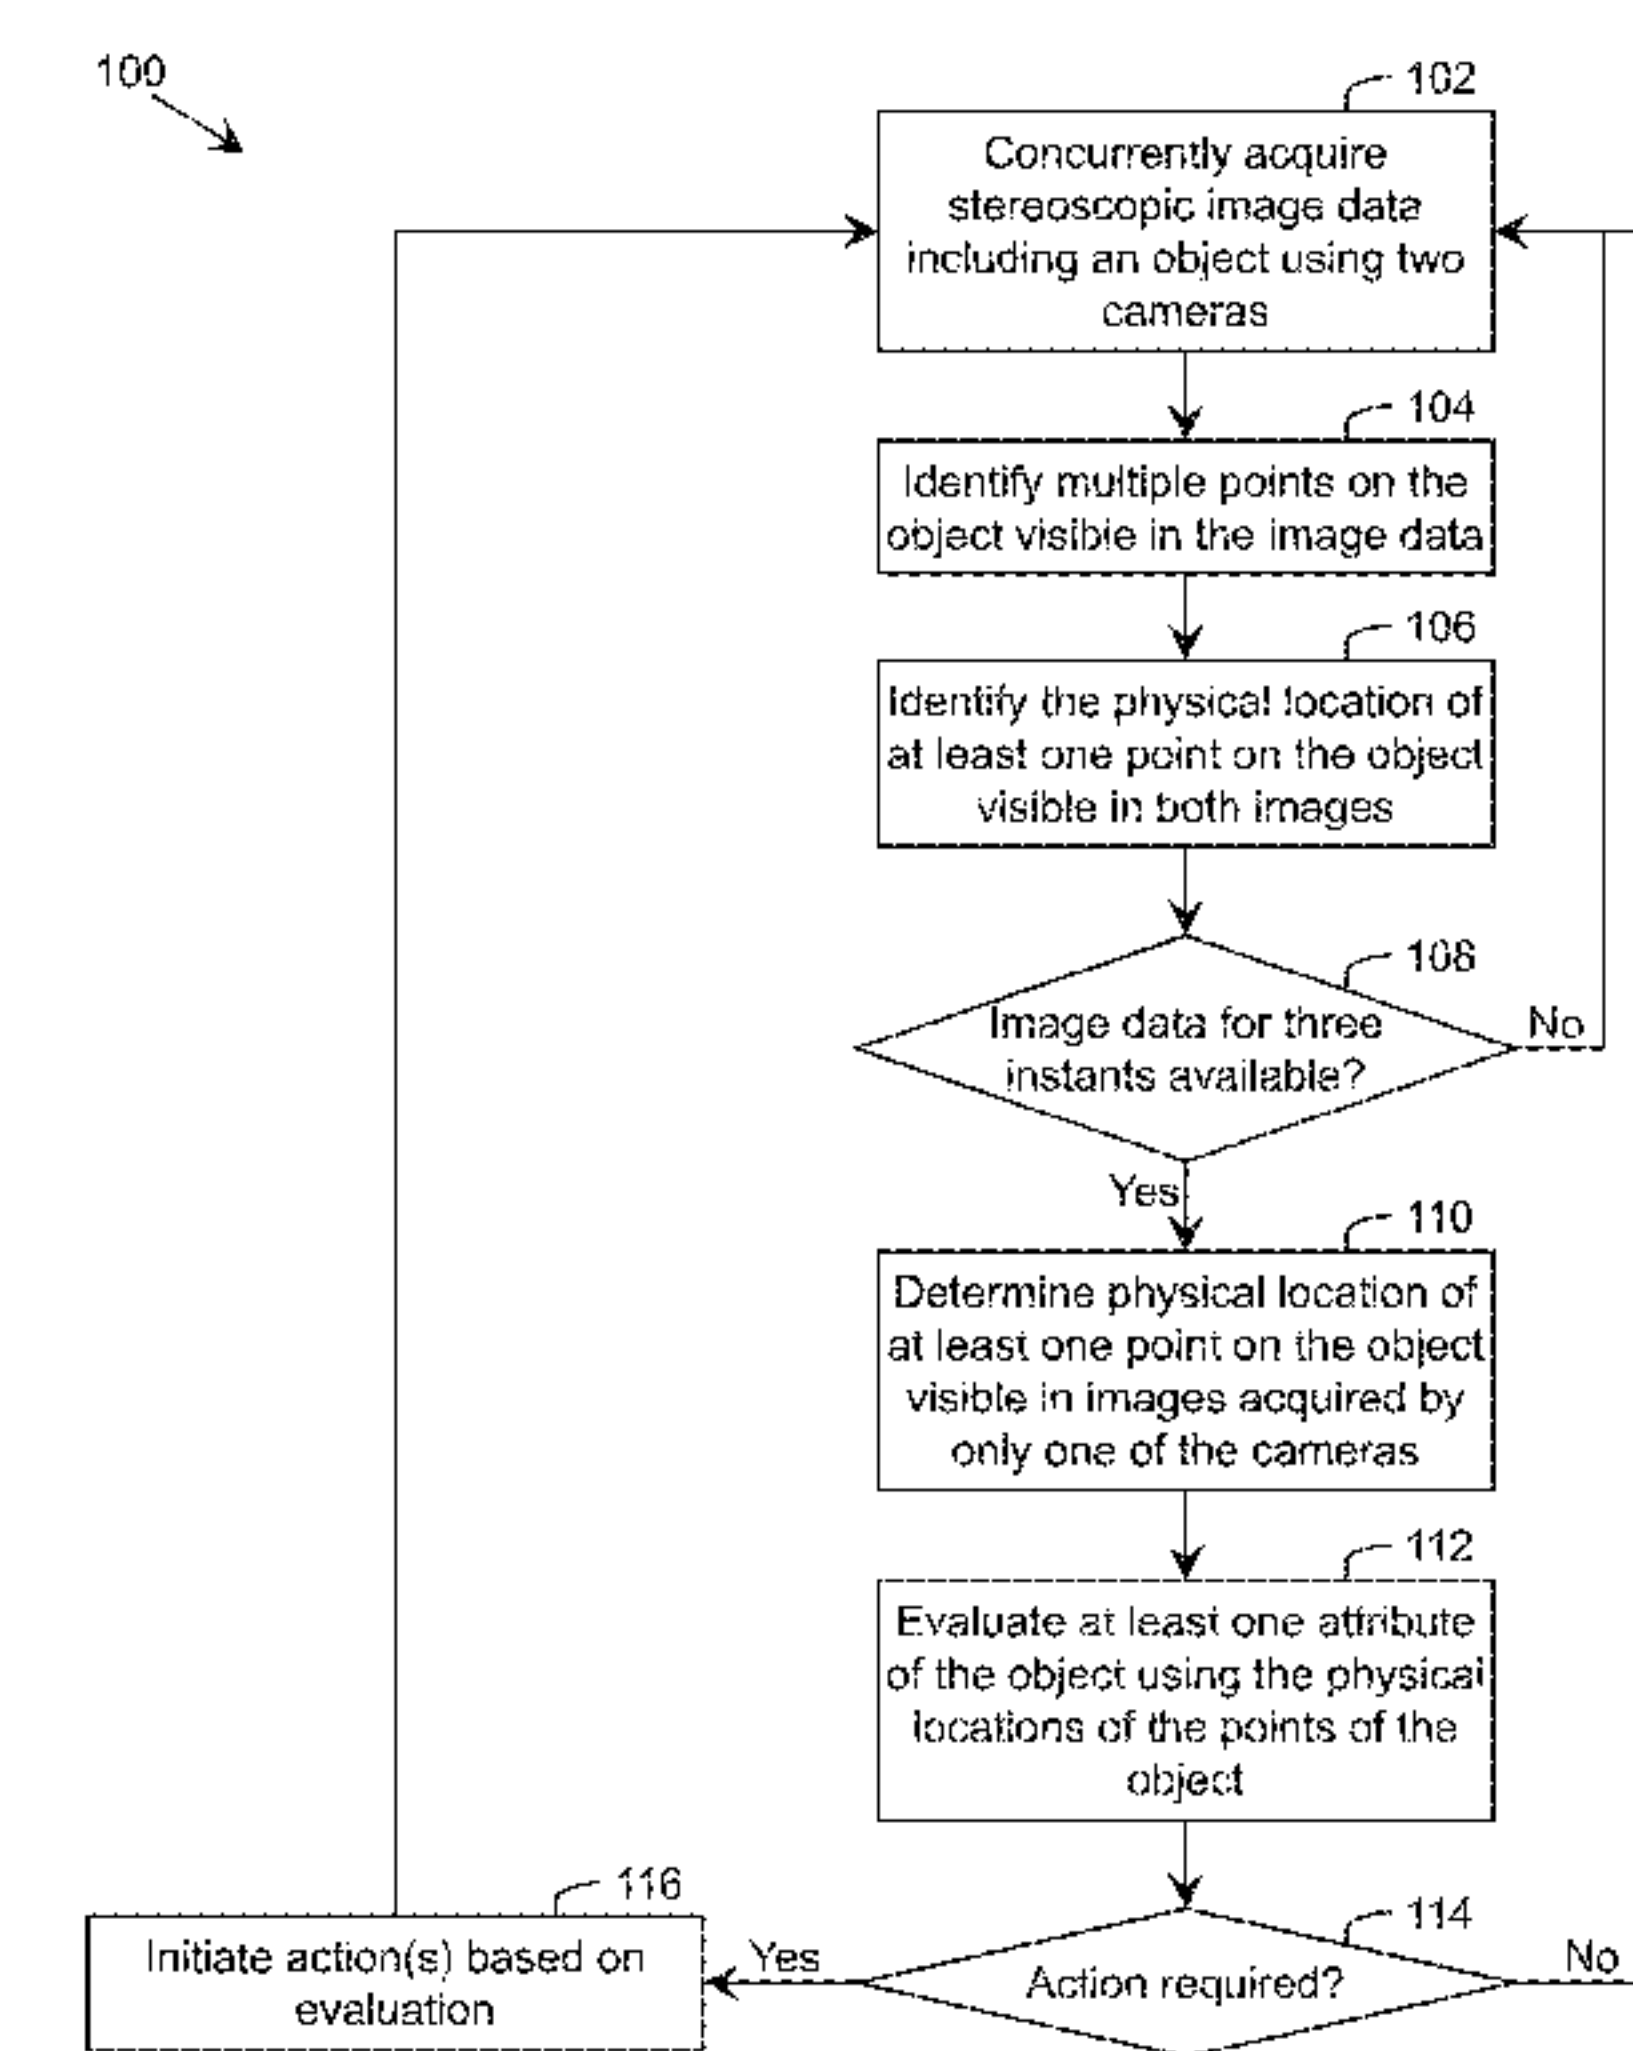 100
102
Concurrently acquire
stereoscopic image data
including an object using two
cameras
104
Identify multiple points on the
object visible in the image data
106
Identify the physical location of
at least one point on the object
visible in both images
108
Image data for three
instants available?
No
Yes
110
Determine physical location of
at least one point on the object
visible in images acquired by
only one of the cameras
112
Evaluate at least one attribute
of the object using the physical
locations of the points of the
object
116
Initiate action(s) based on
evaluation
Yes
114
Action required?
No